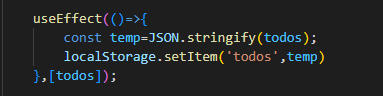 useEffect(()=>{
    const temp=JSON.stringify(todos);
    localStorage.setItem('todos',temp)
},[todos]);